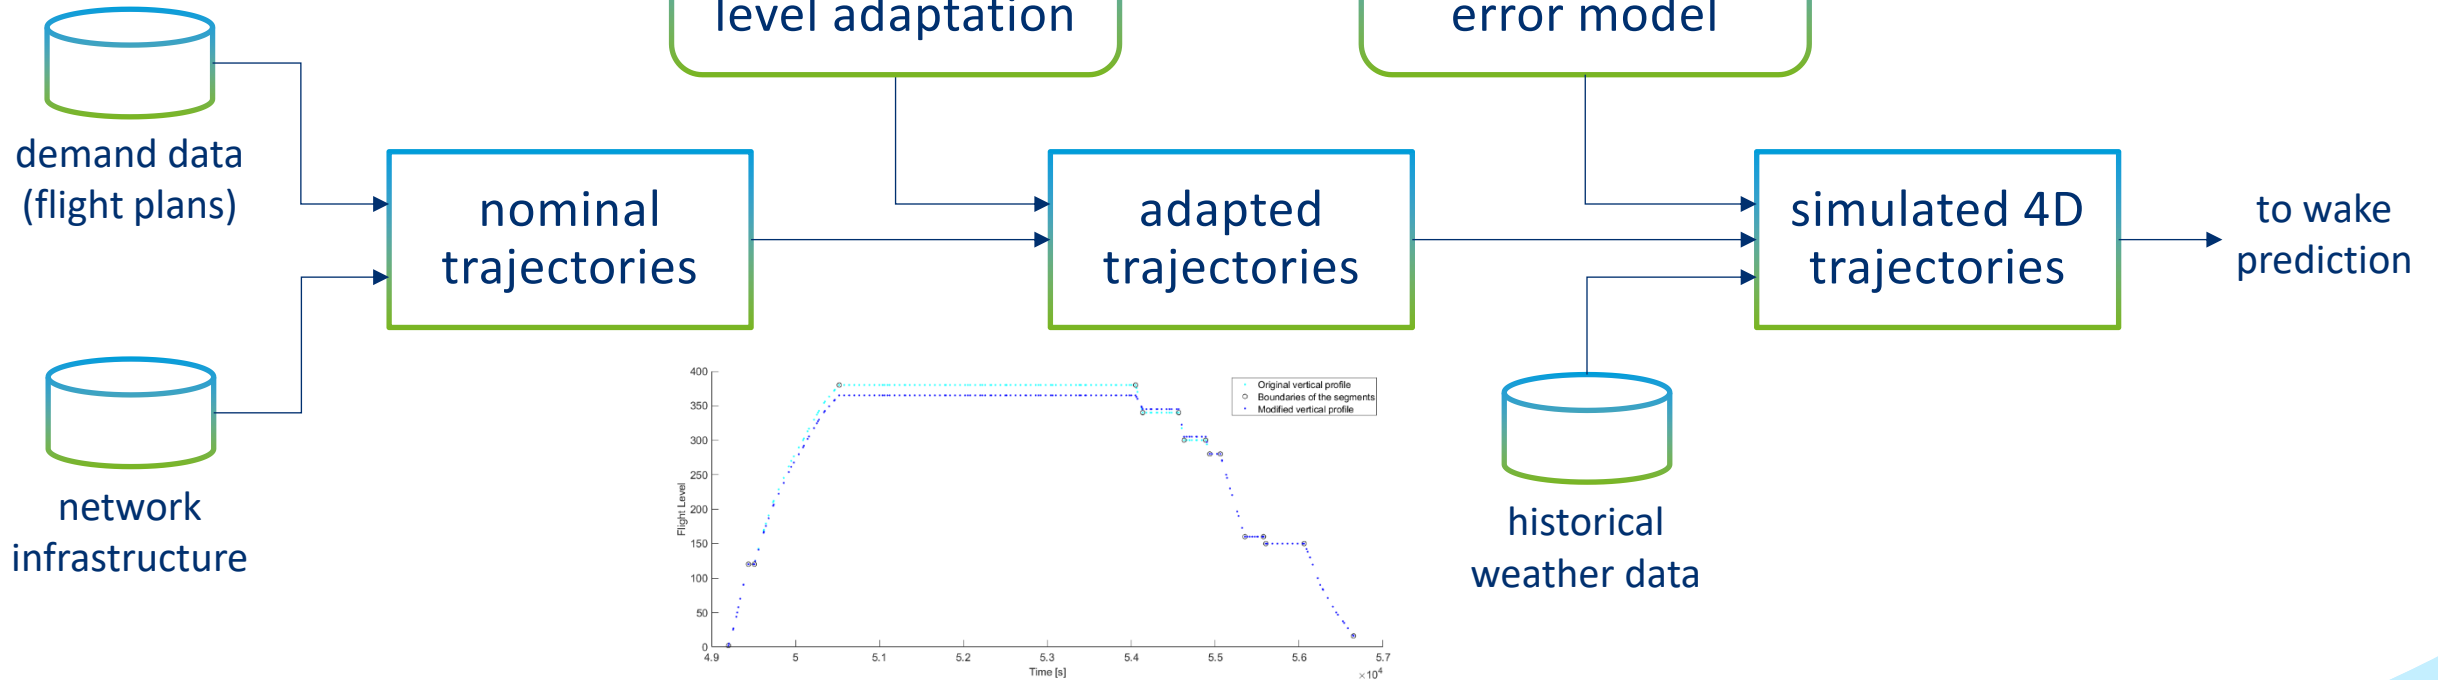 level adaptation
error model
demand data
(flight plans)
nominal
trajectories
adapted
trajectories
simulated 4D
trajectories
to wake
prediction
network
infrastructure
historical
weather data
400
350
300
250
200
150
100
50
0
Flight Level
4.9
5
5.1
5.2
5.3
5.4
5.5
5.6
5.7
×10⁴
Time [s]
Original vertical profile
Boundaries of the segments
Modified vertical profile